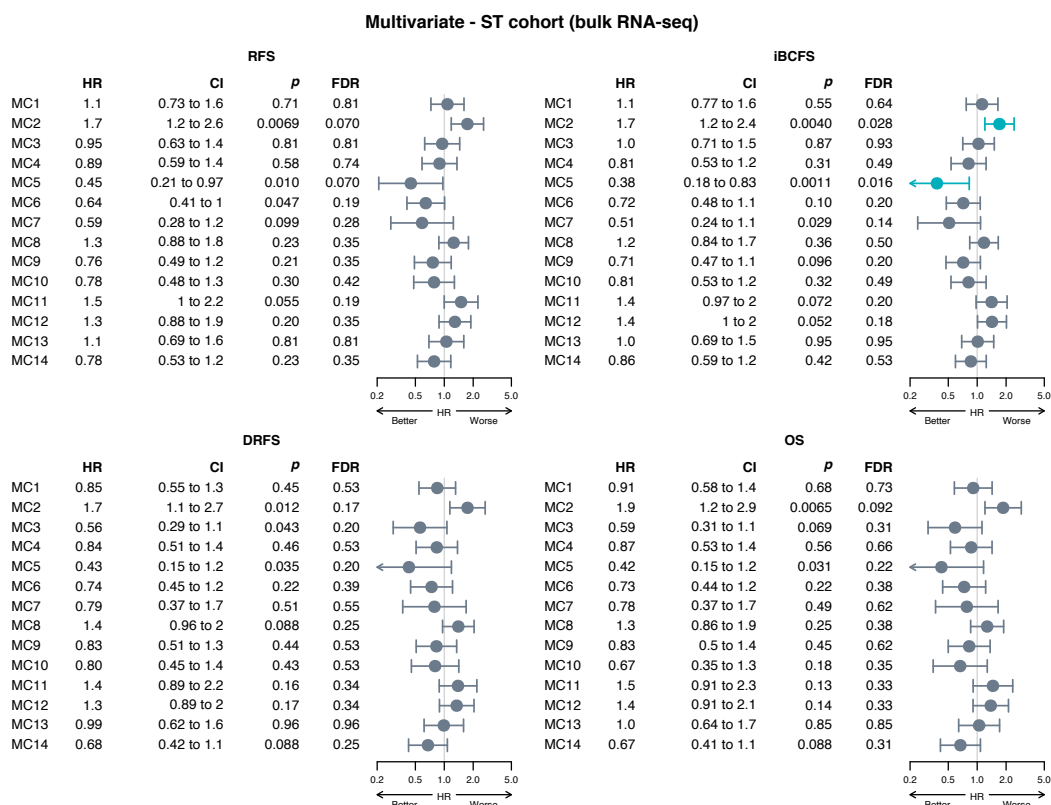 Multivariate - ST cohort (bulk RNA-seq)
RFS
HR CI p FDR
MC1 1.1 0.73 to 1.6 0.71 0.81
MC2 1.7 1.2 to 2.6 0.0069 0.070
MC3 0.95 0.63 to 1.4 0.81 0.81
MC4 0.89 0.59 to 1.4 0.58 0.74
MC5 0.45 0.21 to 0.97 0.010 0.070
MC6 0.64 0.41 to 1 0.047 0.19
MC7 0.59 0.28 to 1.2 0.099 0.28
MC8 1.3 0.88 to 1.8 0.23 0.35
MC9 0.76 0.49 to 1.2 0.21 0.35
MC10 0.78 0.48 to 1.3 0.30 0.42
MC11 1.5 1 to 2.2 0.055 0.19
MC12 1.3 0.88 to 1.9 0.20 0.35
MC13 1.1 0.69 to 1.6 0.81 0.81
MC14 0.78 0.53 to 1.2 0.23 0.35
0.2 0.5 1.0 2.0 5.0
HR
Better Worse
iBCFS
HR CI p FDR
MC1 1.1 0.77 to 1.6 0.55 0.64
MC2 1.7 1.2 to 2.4 0.0040 0.028
MC3 1.0 0.71 to 1.5 0.87 0.93
MC4 0.81 0.53 to 1.2 0.31 0.49
MC5 0.38 0.18 to 0.83 0.0011 0.016
MC6 0.72 0.48 to 1.1 0.10 0.20
MC7 0.51 0.24 to 1.1 0.029 0.14
MC8 1.2 0.84 to 1.7 0.36 0.50
MC9 0.71 0.47 to 1.1 0.096 0.20
MC10 0.81 0.53 to 1.2 0.32 0.49
MC11 1.4 0.97 to 2 0.072 0.20
MC12 1.4 1 to 2 0.052 0.18
MC13 1.0 0.69 to 1.5 0.95 0.95
MC14 0.86 0.59 to 1.2 0.42 0.53
0.2 0.5 1.0 2.0 5.0
HR
Better Worse
DRFS
HR CI p FDR
MC1 0.85 0.55 to 1.3 0.45 0.53
MC2 1.7 1.1 to 2.7 0.012 0.17
MC3 0.56 0.29 to 1.1 0.043 0.20
MC4 0.84 0.51 to 1.4 0.46 0.53
MC5 0.43 0.15 to 1.2 0.035 0.20
MC6 0.74 0.45 to 1.2 0.22 0.39
MC7 0.79 0.37 to 1.7 0.51 0.55
MC8 1.4 0.96 to 2 0.088 0.25
MC9 0.83 0.51 to 1.3 0.44 0.53
MC10 0.80 0.45 to 1.4 0.43 0.53
MC11 1.4 0.89 to 2.2 0.16 0.34
MC12 1.3 0.89 to 2 0.17 0.34
MC13 0.99 0.62 to 1.6 0.96 0.96
MC14 0.68 0.42 to 1.1 0.088 0.25
0.2 0.5 1.0 2.0 5.0
HR
Better Worse
OS
HR CI p FDR
MC1 0.91 0.58 to 1.4 0.68 0.73
MC2 1.9 1.2 to 2.9 0.0065 0.092
MC3 0.59 0.31 to 1.1 0.069 0.31
MC4 0.87 0.53 to 1.4 0.56 0.66
MC5 0.42 0.15 to 1.2 0.031 0.22
MC6 0.73 0.44 to 1.2 0.22 0.38
MC7 0.78 0.37 to 1.7 0.49 0.62
MC8 1.3 0.86 to 1.9 0.25 0.38
MC9 0.83 0.5 to 1.4 0.45 0.62
MC10 0.67 0.35 to 1.3 0.18 0.35
MC11 1.5 0.91 to 2.3 0.13 0.33
MC12 1.4 0.91 to 2.1 0.14 0.33
MC13 1.0 0.64 to 1.7 0.85 0.85
MC14 0.67 0.41 to 1.1 0.088 0.31
0.2 0.5 1.0 2.0 5.0
HR
Better Worse